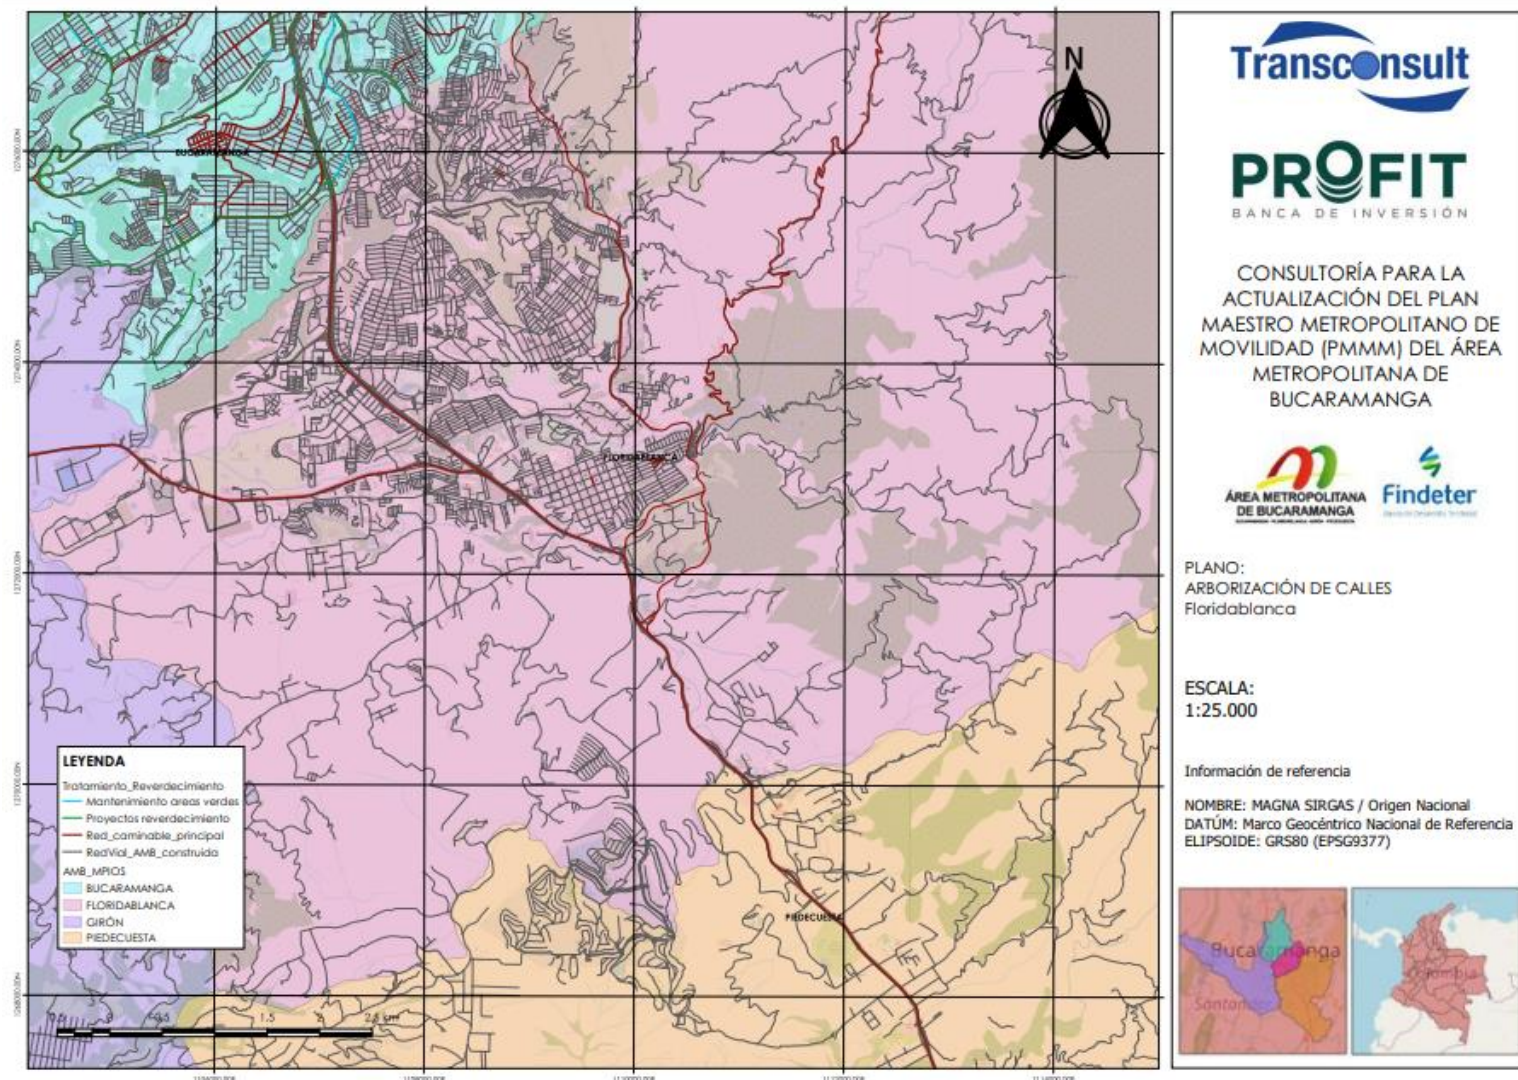 N
BUCARAMANGA
FLORIDABLANCA
PIEDECUESTA
LEYENDA
Tratamiento_Reverdecimiento
Mantenimiento areas verdes
Proyectos reverdecimiento
Red_caminable_principal
RedVial_AMB_construida
AMB_MPIOS
BUCARAMANGA
FLORIDABLANCA
GIRÓN
PIEDECUESTA
Transconsult
PROFIT
BANCA DE INVERSIÓN
CONSULTORÍA PARA LA
ACTUALIZACIÓN DEL PLAN
MAESTRO METROPOLITANO DE
MOVILIDAD (PMMM) DEL ÁREA
METROPOLITANA DE
BUCARAMANGA
ÁREA METROPOLITANA
DE BUCARAMANGA
Findeter
PLANO:
ARBORIZACIÓN DE CALLES
Floridablanca
ESCALA:
1:25.000
Información de referencia
NOMBRE: MAGNA SIRGAS / Origen Nacional
DATÚM: Marco Geocéntrico Nacional de Referencia
ELIPSOIDE: GRS80 (EPSG9377)
Bucaramanga
Santander
Colombia